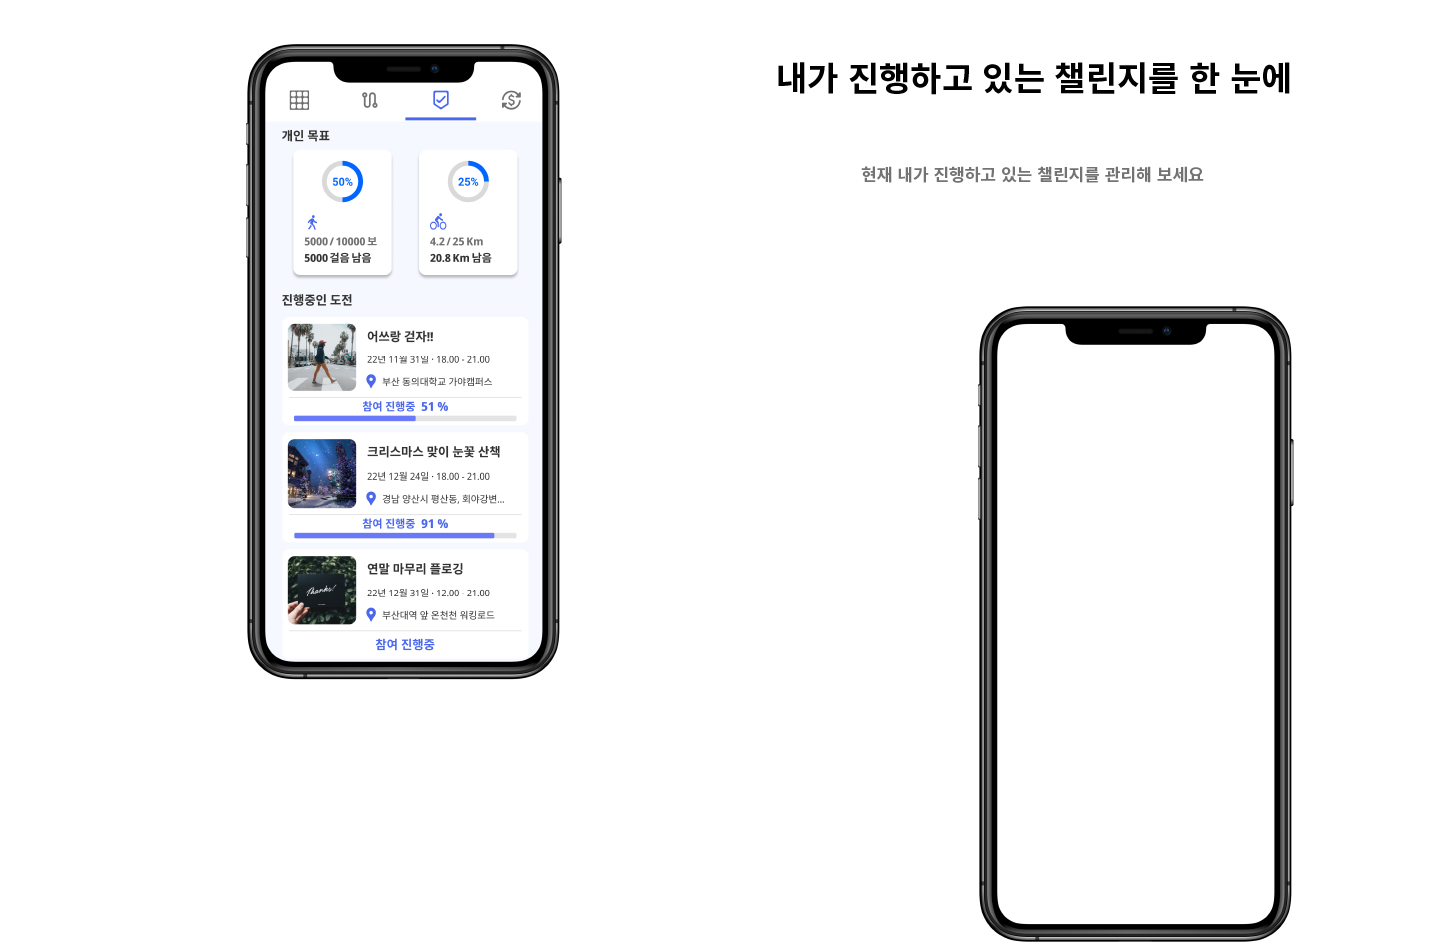 내가 진행하고 있는 챌린지를 한 눈에
현재 내가 진행하고 있는 챌린지를 관리해 보세요
개인 목표
50%
5000 / 10000 보
5000 걸음 남음
25%
4.2 / 25 Km
20.8 Km 남음
진행중인 도전
어쓰랑 걷자!!
22년 11월 31일 · 18.00 - 21.00
부산 동의대학교 가야캠퍼스
참여 진행중 51 %
크리스마스 맞이 눈꽃 산책
22년 12월 24일 · 18.00 - 21.00
경남 양산시 평산동, 회야강변...
참여 진행중 91 %
Thanks!
연말 마무리 플로깅
22년 12월 31일 · 12.00 - 21.00
부산대역 앞 온천천 워킹로드
참여 진행중